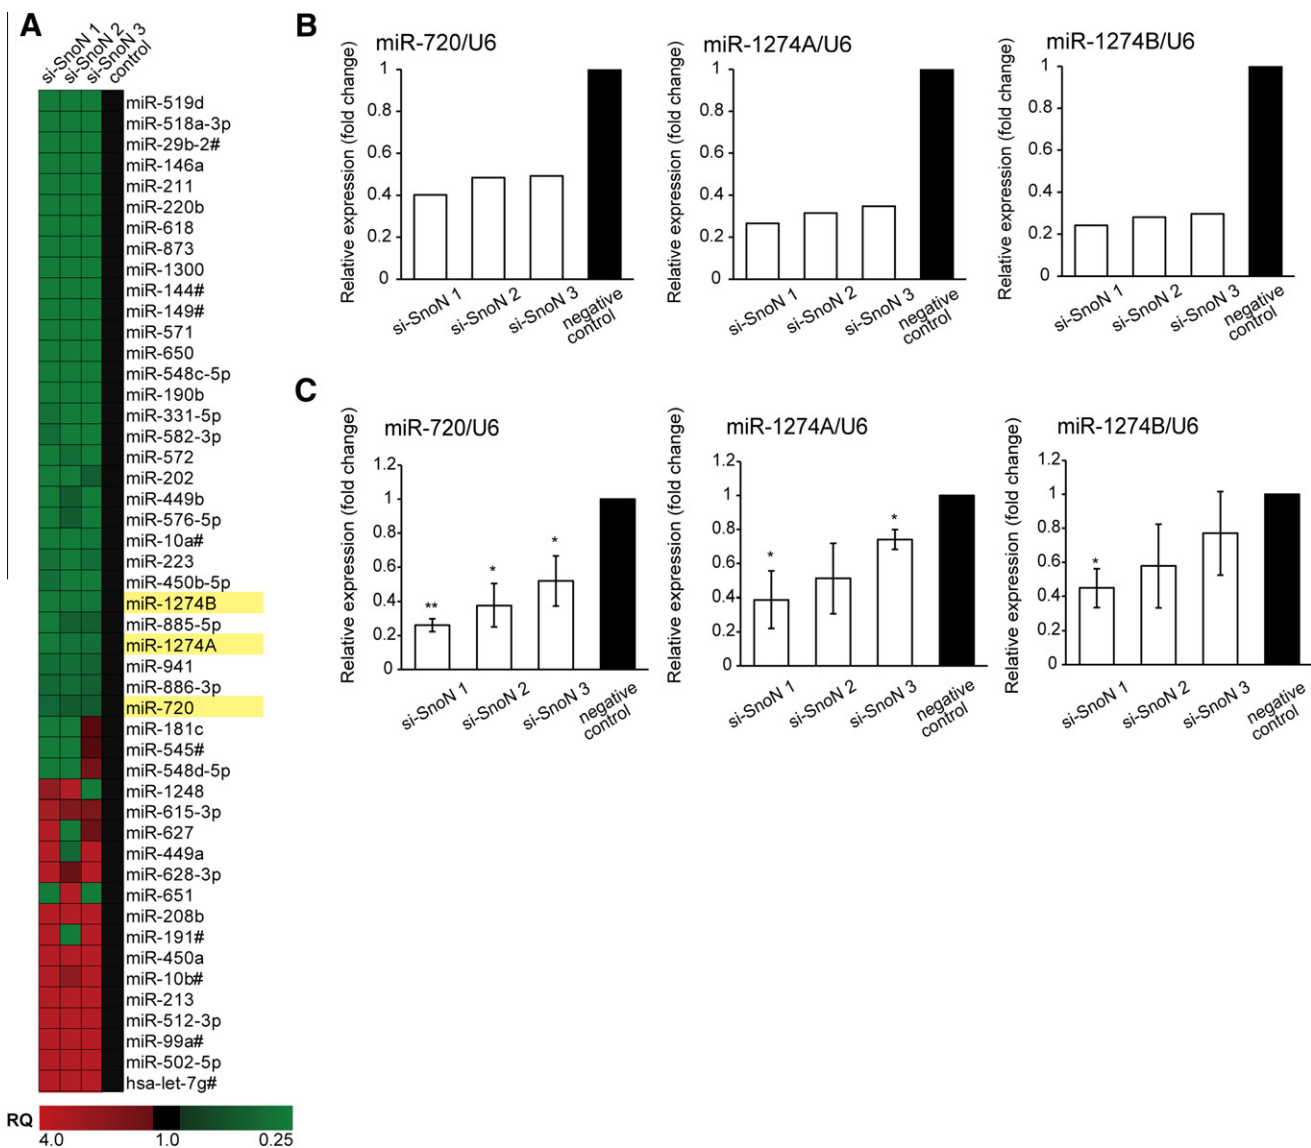 A
si-SnoN 1
si-SnoN 2
si-SnoN 3
control
miR-519d
miR-518a-3p
miR-29b-2#
miR-146a
miR-211
miR-220b
miR-618
miR-873
miR-1300
miR-144#
miR-149#
miR-571
miR-650
miR-548c-5p
miR-190b
miR-331-5p
miR-582-3p
miR-572
miR-202
miR-449b
miR-576-5p
miR-10a#
miR-223
miR-450b-5p
miR-1274B
miR-885-5p
miR-1274A
miR-941
miR-886-3p
miR-720
miR-181c
miR-545#
miR-548d-5p
miR-1248
miR-615-3p
miR-627
miR-449a
miR-628-3p
miR-651
miR-208b
miR-191#
miR-450a
miR-10b#
miR-213
miR-512-3p
miR-99a#
miR-502-5p
hsa-let-7g#
RQ
4.0 1.0 0.25
B
miR-720/U6
Relative expression (fold change)
1
0.8
0.6
0.4
0.2
0
si-SnoN 1
si-SnoN 2
si-SnoN 3
negative
control
miR-1274A/U6
Relative expression (fold change)
1
0.8
0.6
0.4
0.2
0
si-SnoN 1
si-SnoN 2
si-SnoN 3
negative
control
miR-1274B/U6
Relative expression (fold change)
1
0.8
0.6
0.4
0.2
0
si-SnoN 1
si-SnoN 2
si-SnoN 3
negative
control
C
miR-720/U6
Relative expression (fold change)
1.2
1
0.8
0.6
0.4
0.2
0
**
*
*
si-SnoN 1
si-SnoN 2
si-SnoN 3
negative
control
miR-1274A/U6
Relative expression (fold change)
1.2
1
0.8
0.6
0.4
0.2
0
*
*
si-SnoN 1
si-SnoN 2
si-SnoN 3
negative
control
miR-1274B/U6
Relative expression (fold change)
1.2
1
0.8
0.6
0.4
0.2
0
*
si-SnoN 1
si-SnoN 2
si-SnoN 3
negative
control